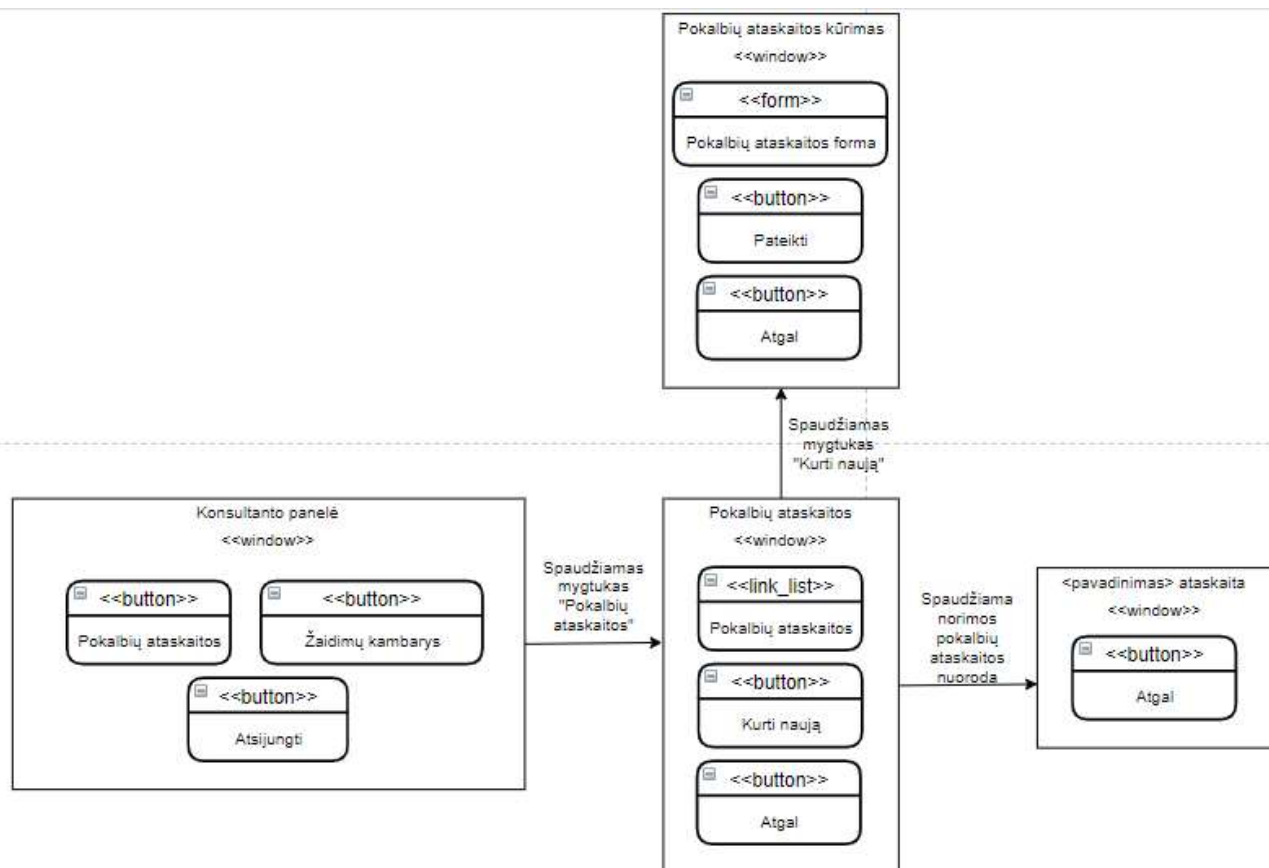 Pokalbių ataskaitos kūrimas
<<window>>
<<form>>
Pokalbių ataskaitos forma
<<button>>
Pateikti
<<button>>
Atgal
Spaudžiamas
mygtukas
"Kurti naują"
Konsultanto panelė
<<window>>
<<button>>
Pokalbių ataskaitos
<<button>>
Žaidimų kambarys
<<button>>
Atsijungti
Spaudžiamas
mygtukas
"Pokalbių
ataskaitos"
Pokalbių ataskaitos
<<window>>
<<link_list>>
Pokalbių ataskaitos
<<button>>
Kurti naują
<<button>>
Atgal
Spaudžiama
norimos
pokalbių
ataskaitos
nuoroda
<pavadinimas> ataskaita
<<window>>
<<button>>
Atgal